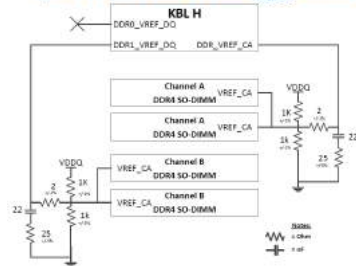 KBL H
DDR0_VREF_DQ
DDR1_VREF_DQ DDR_VREF_CA
Channel A
DDR4 SO-DIMM
VREF_CA
Channel A
DDR4 SO-DIMM
VREF_CA
VDDQ
1K
2
1K
22
25
VREF_CA
Channel B
DDR4 SO-DIMM
VREF_CA
Channel B
DDR4 SO-DIMM
VDDQ
2
1K
22
1k
25
Notes:
= Ohm
= nF